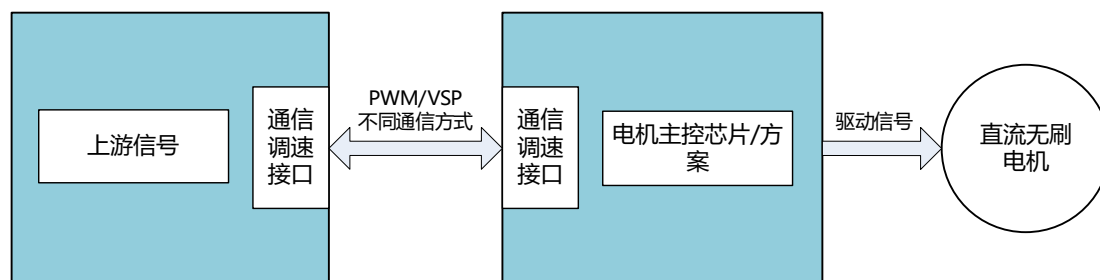 上游信号
通信
调速
接口
PWM/VSP
不同通信方式
通信
调速
接口
电机主控芯片/方
案
驱动信号
直流无刷
电机